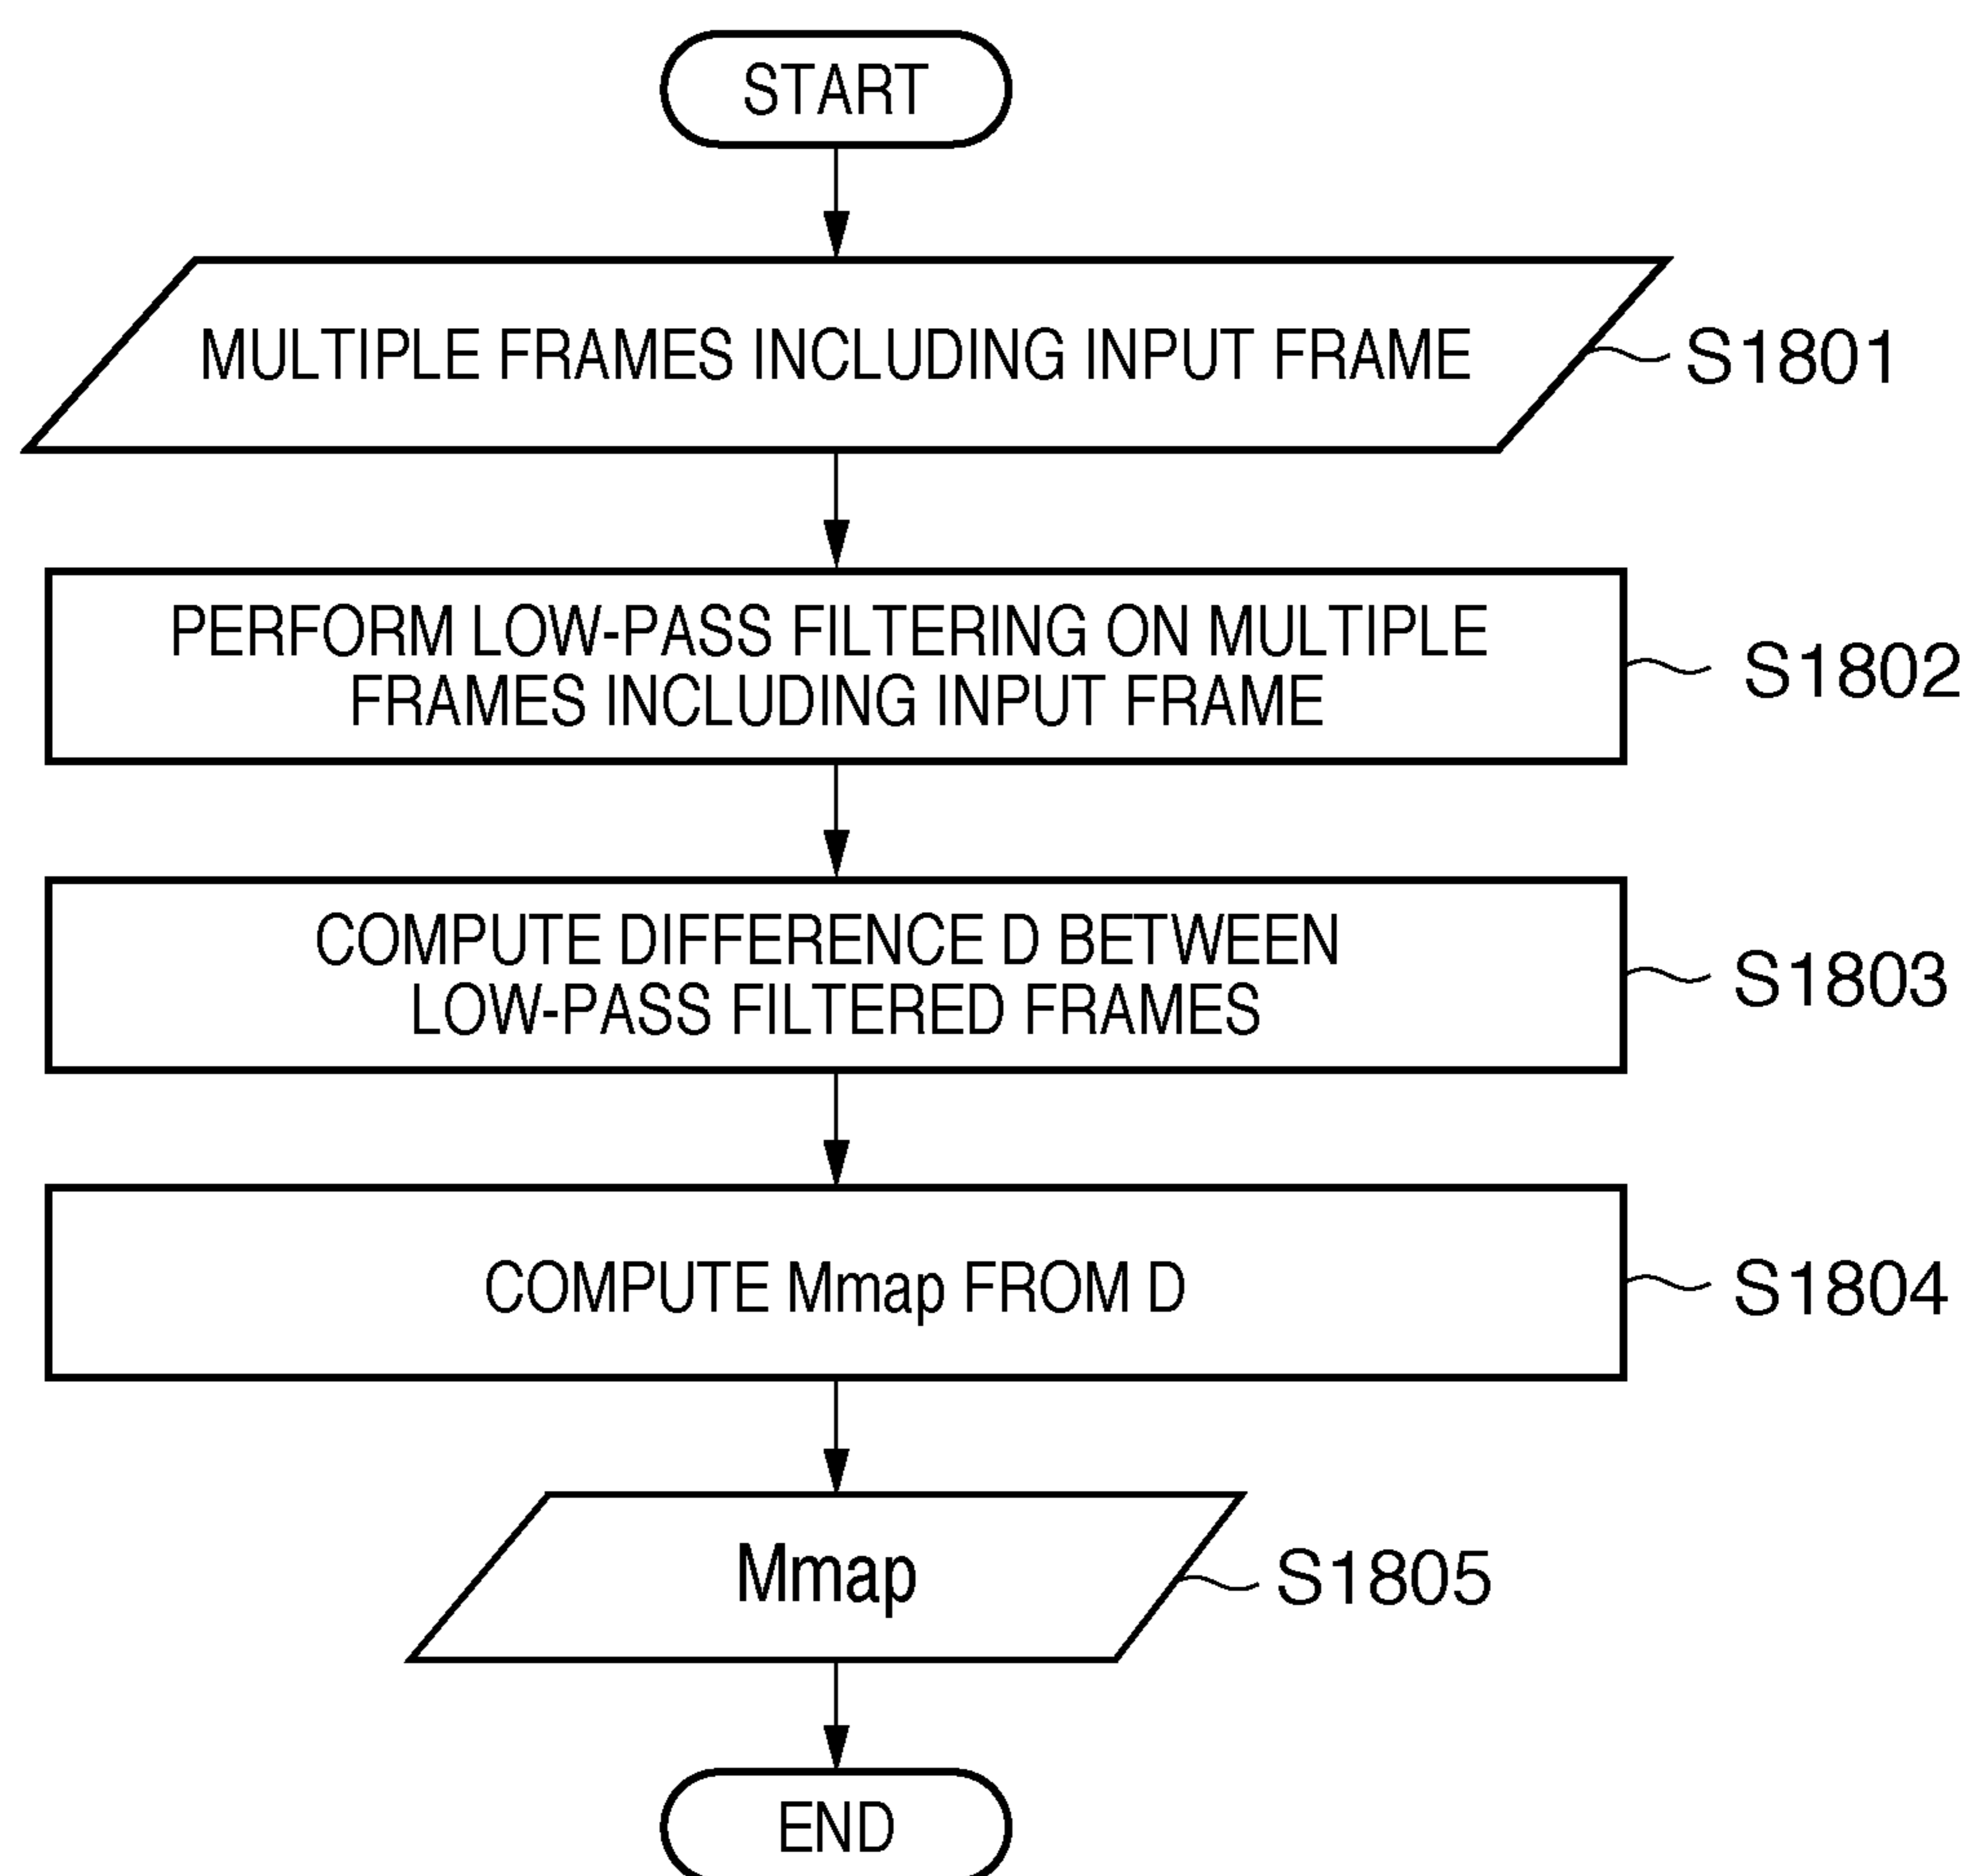 START
MULTIPLE FRAMES INCLUDING INPUT FRAME
S1801
PERFORM LOW-PASS FILTERING ON MULTIPLE
FRAMES INCLUDING INPUT FRAME
S1802
COMPUTE DIFFERENCE D BETWEEN
LOW-PASS FILTERED FRAMES
S1803
COMPUTE Mmap FROM D
S1804
Mmap
S1805
END